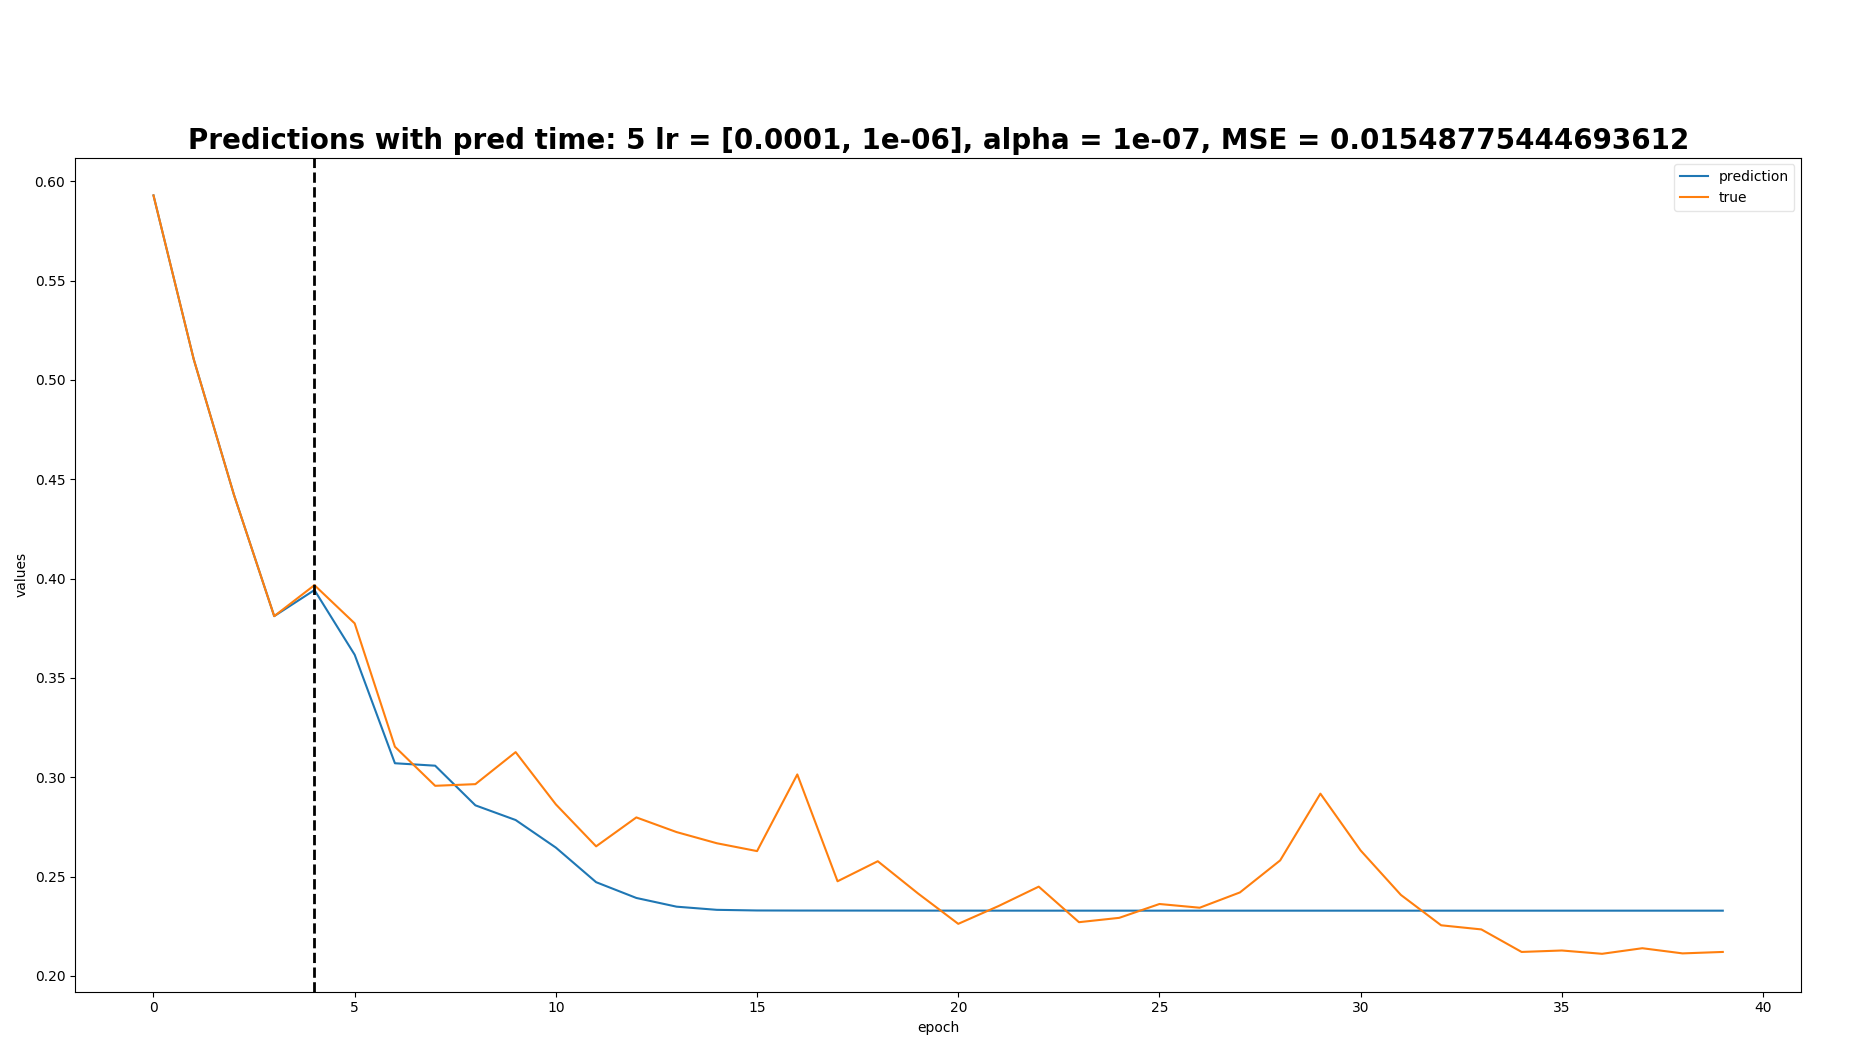 Predictions with pred time: 5 lr = [0.0001, 1e-06], alpha = 1e-07, MSE = 0.01548775444693612
prediction
true
0.60
0.55
0.50
0.45
0.40
0.35
0.30
0.25
0.20
values
0 5 10 15 20 25 30 35 40
epoch